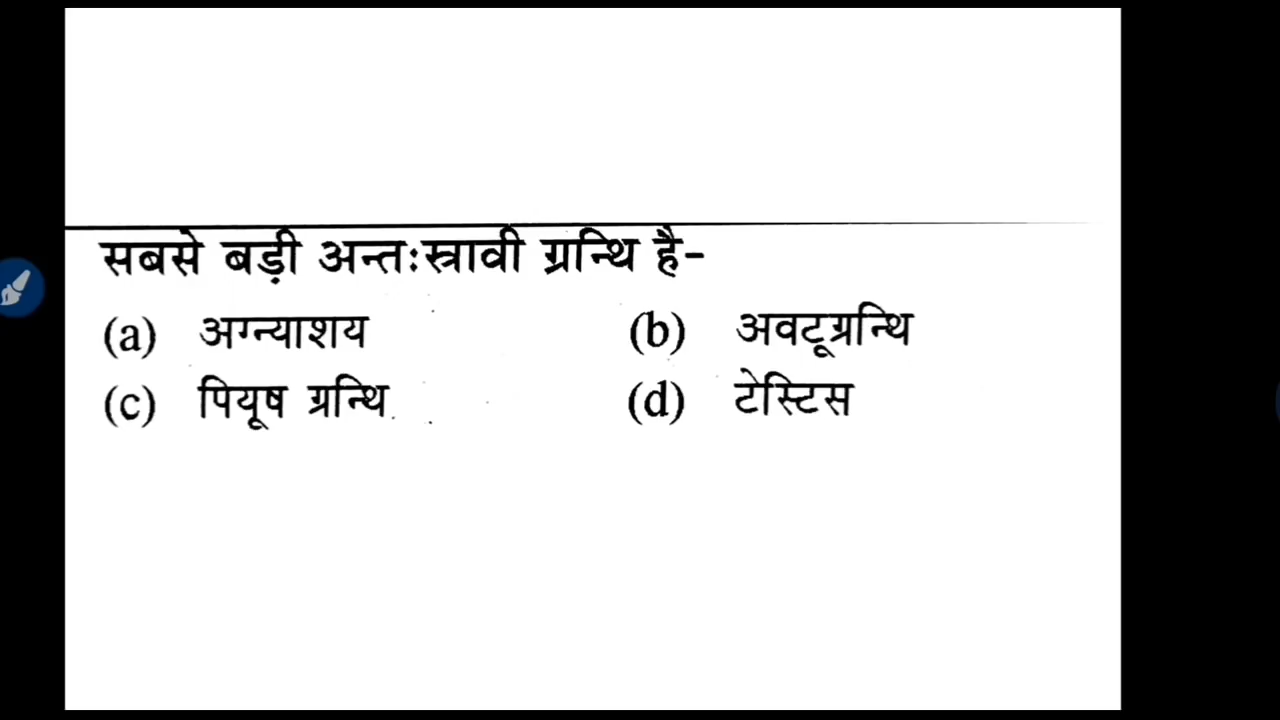 सबसे बड़ी अन्तःस्त्रावी ग्रन्थि है-
(a) अग्न्याशय (b) अवटूग्रन्थि
(c) पियूष ग्रन्थि (d) टेस्टिस